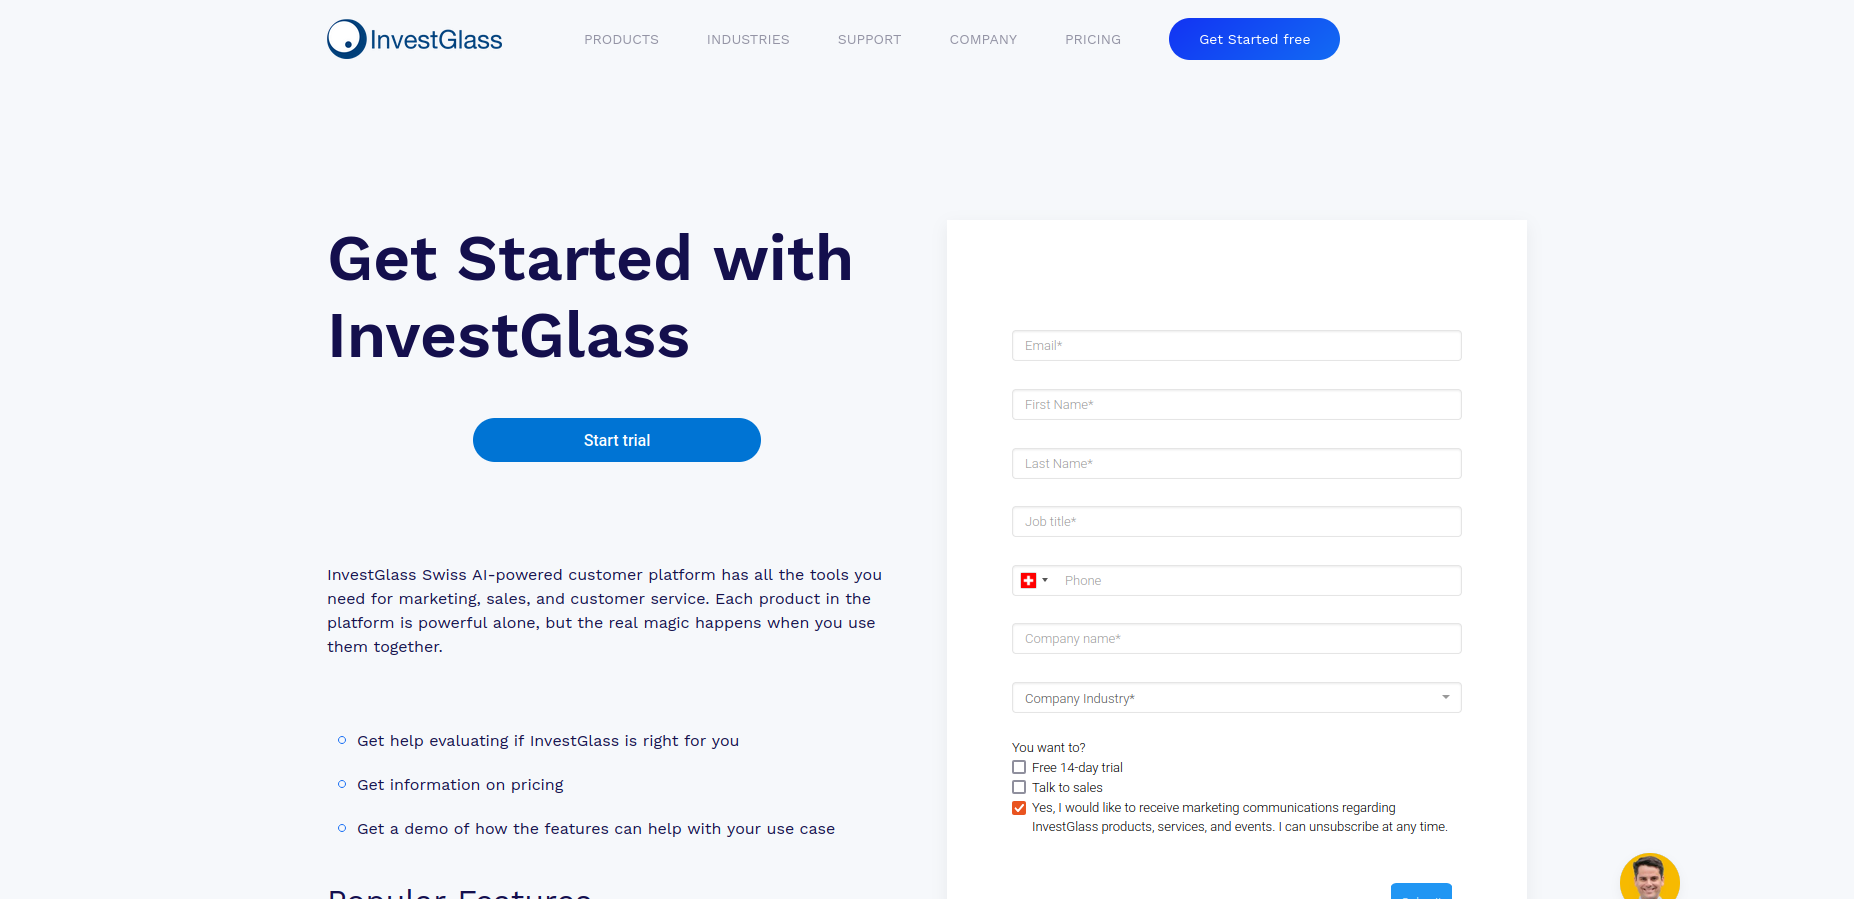 InvestGlass
PRODUCTS
INDUSTRIES
SUPPORT
COMPANY
PRICING
Get Started free
Get Started with
InvestGlass
Start trial
InvestGlass Swiss AI-powered customer platform has all the tools you
need for marketing, sales, and customer service. Each product in the
platform is powerful alone, but the real magic happens when you use
them together.
Get help evaluating if InvestGlass is right for you
Get information on pricing
Get a demo of how the features can help with your use case
Popular Features
Email*
First Name*
Last Name*
Job title*
Phone
Company name*
Company Industry*
You want to?
Free 14-day trial
Talk to sales
Yes, I would like to receive marketing communications regarding
InvestGlass products, services, and events. I can unsubscribe at any time.